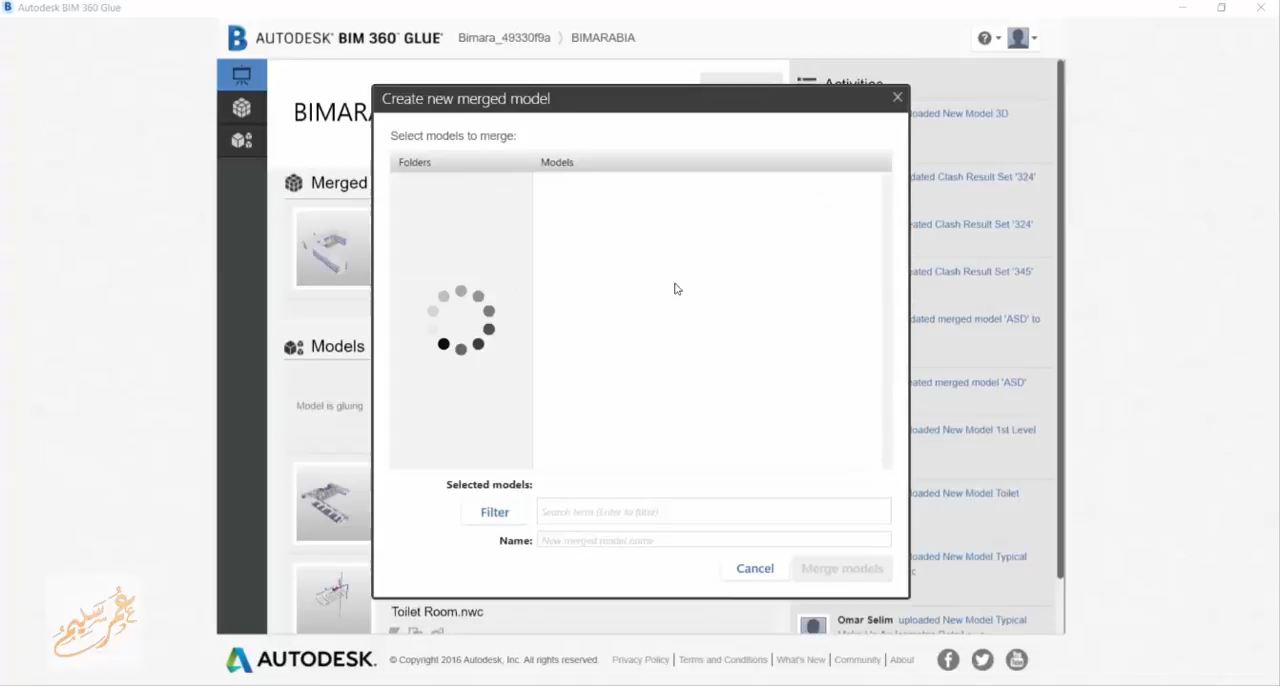 Autodesk BIM 360 Glue
AUTODESK® BIM 360™ GLUE®
Bimara_49330f9a
BIMARABIA
BIMARA
Activities
Create new merged model
Select models to merge:
Folders
Models
Merged
Models
Model is gluing
Selected models:
Filter
Search term (Enter to filter)
Name:
New merged model name
Cancel
Merge models
Toilet Room.nwc
oaded New Model 3D
dated Clash Result Set '324'
ated Clash Result Set '324'
ated Clash Result Set '345'
dated merged model 'ASD' to
ated merged model 'ASD'
oaded New Model 1st Level
oaded New Model Toilet
oaded New Model Typical
Omar Selim uploaded New Model Typical
AUTODESK.
© Copyright 2016 Autodesk, Inc. All rights reserved.
Privacy Policy | Terms and Conditions | What's New | Community | About
عمر سليم